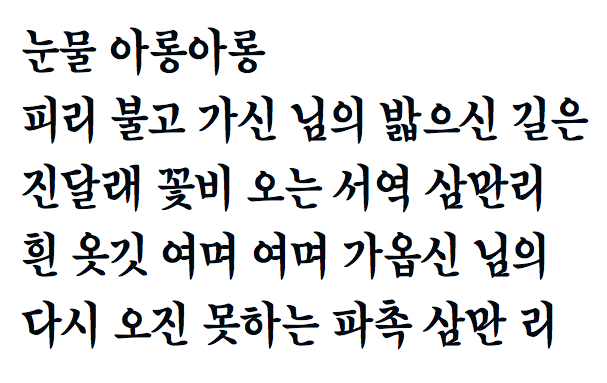 눈물 아롱아롱
피리 불고 가신 님의 밟으신 길은
진달래 꽃비 오는 서역 삼만리
흰 옷깃 여며 여며 가옵신 님의
다시 오진 못하는 파촉 삼만 리